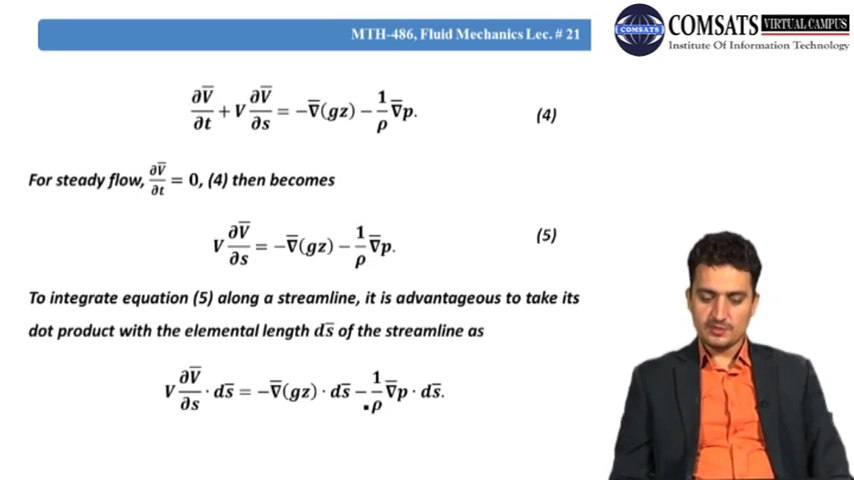 MTH-486, Fluid Mechanics Lec. # 21
COMSATS
COMSATS VIRTUAL CAMPUS
Institute Of Information Technology
∂V̅/∂t + V ∂V̅/∂s = −∇̅(gz) − 1/ρ ∇̅p. (4)
For steady flow, ∂V̅/∂t = 0, (4) then becomes
V ∂V̅/∂s = −∇̅(gz) − 1/ρ ∇̅p. (5)
To integrate equation (5) along a streamline, it is advantageous to take its
dot product with the elemental length ds̅ of the streamline as
V ∂V̅/∂s · ds̅ = −∇̅(gz) · ds̅ − 1/ρ ∇̅p · ds̅.